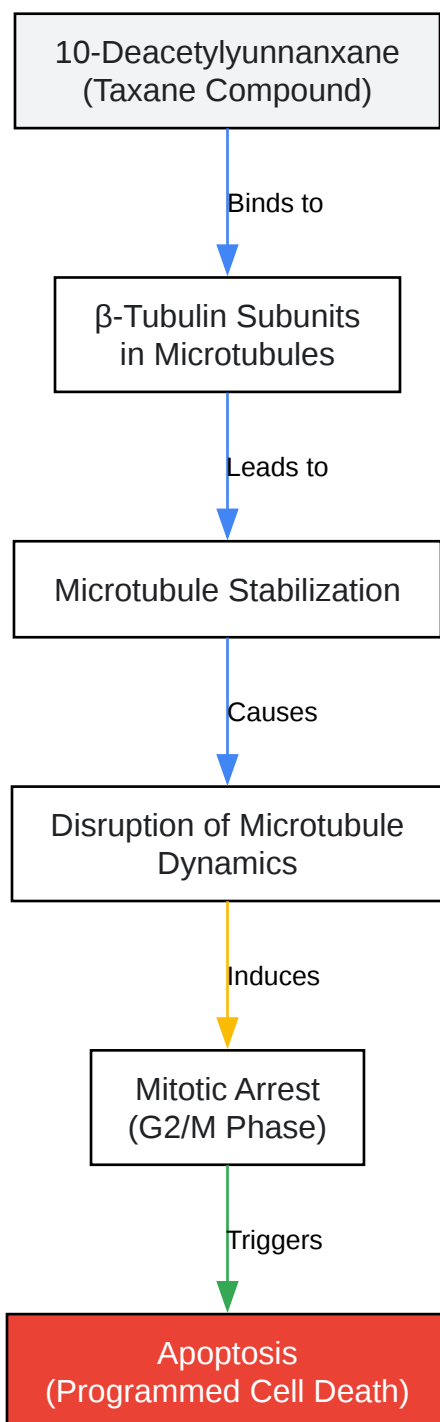 10-Deacetylyunnanxane
(Taxane Compound)
Binds to
β-Tubulin Subunits
in Microtubules
Leads to
Microtubule Stabilization
Causes
Disruption of Microtubule
Dynamics
Induces
Mitotic Arrest
(G2/M Phase)
Triggers
Apoptosis
(Programmed Cell Death)